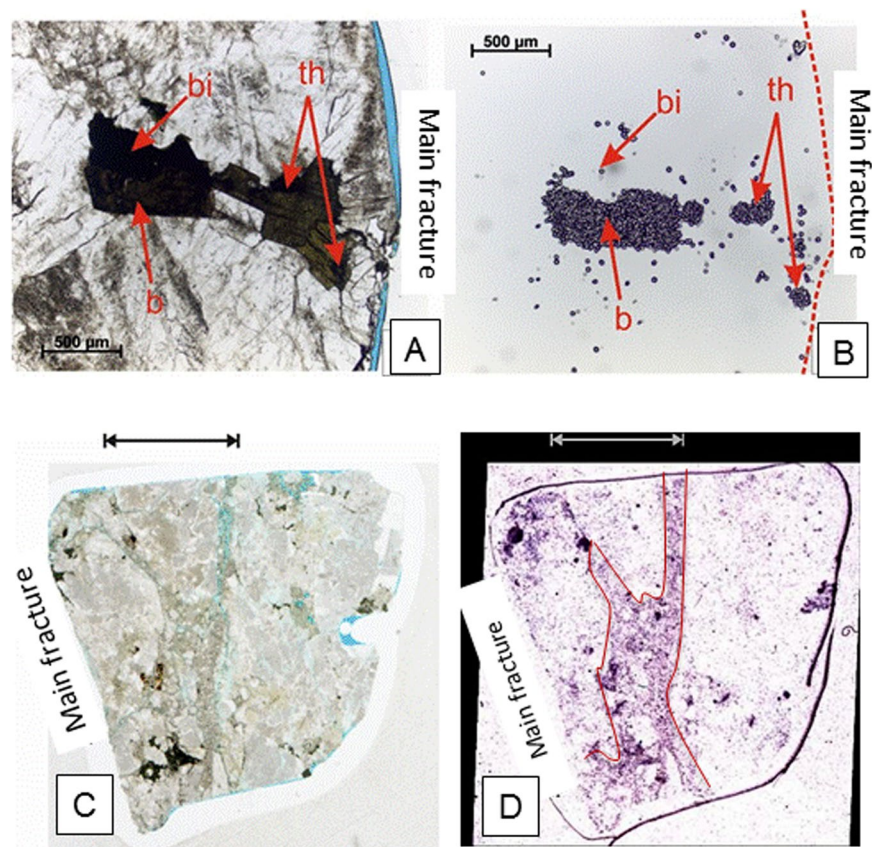 bi
th
b
500 µm
Main fracture
A
500 µm
bi
th
b
Main fracture
B
Main fracture
C
Main fracture
D